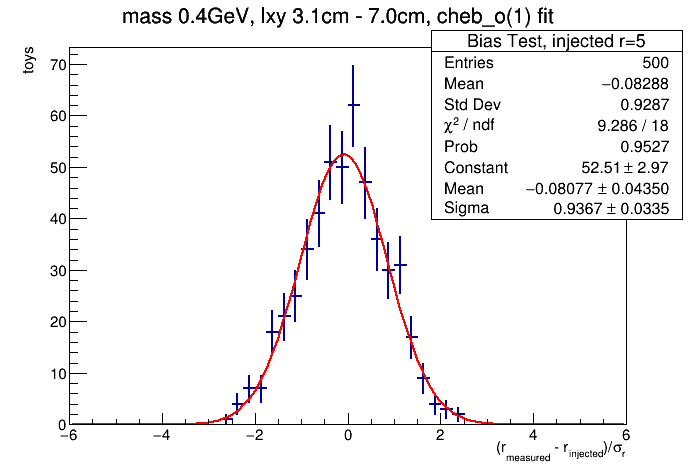 mass 0.4GeV, lxy 3.1cm - 7.0cm, cheb_o(1) fit
Bias Test, injected r=5
Entries 500
Mean −0.08288
Std Dev 0.9287
χ² / ndf 9.286 / 18
Prob 0.9527
Constant 52.51 ± 2.97
Mean −0.08077 ± 0.04350
Sigma 0.9367 ± 0.0335
toys
70
60
50
40
30
20
10
0
−6 −4 −2 0 2 4 6
(r_measured - r_injected)/σ_r